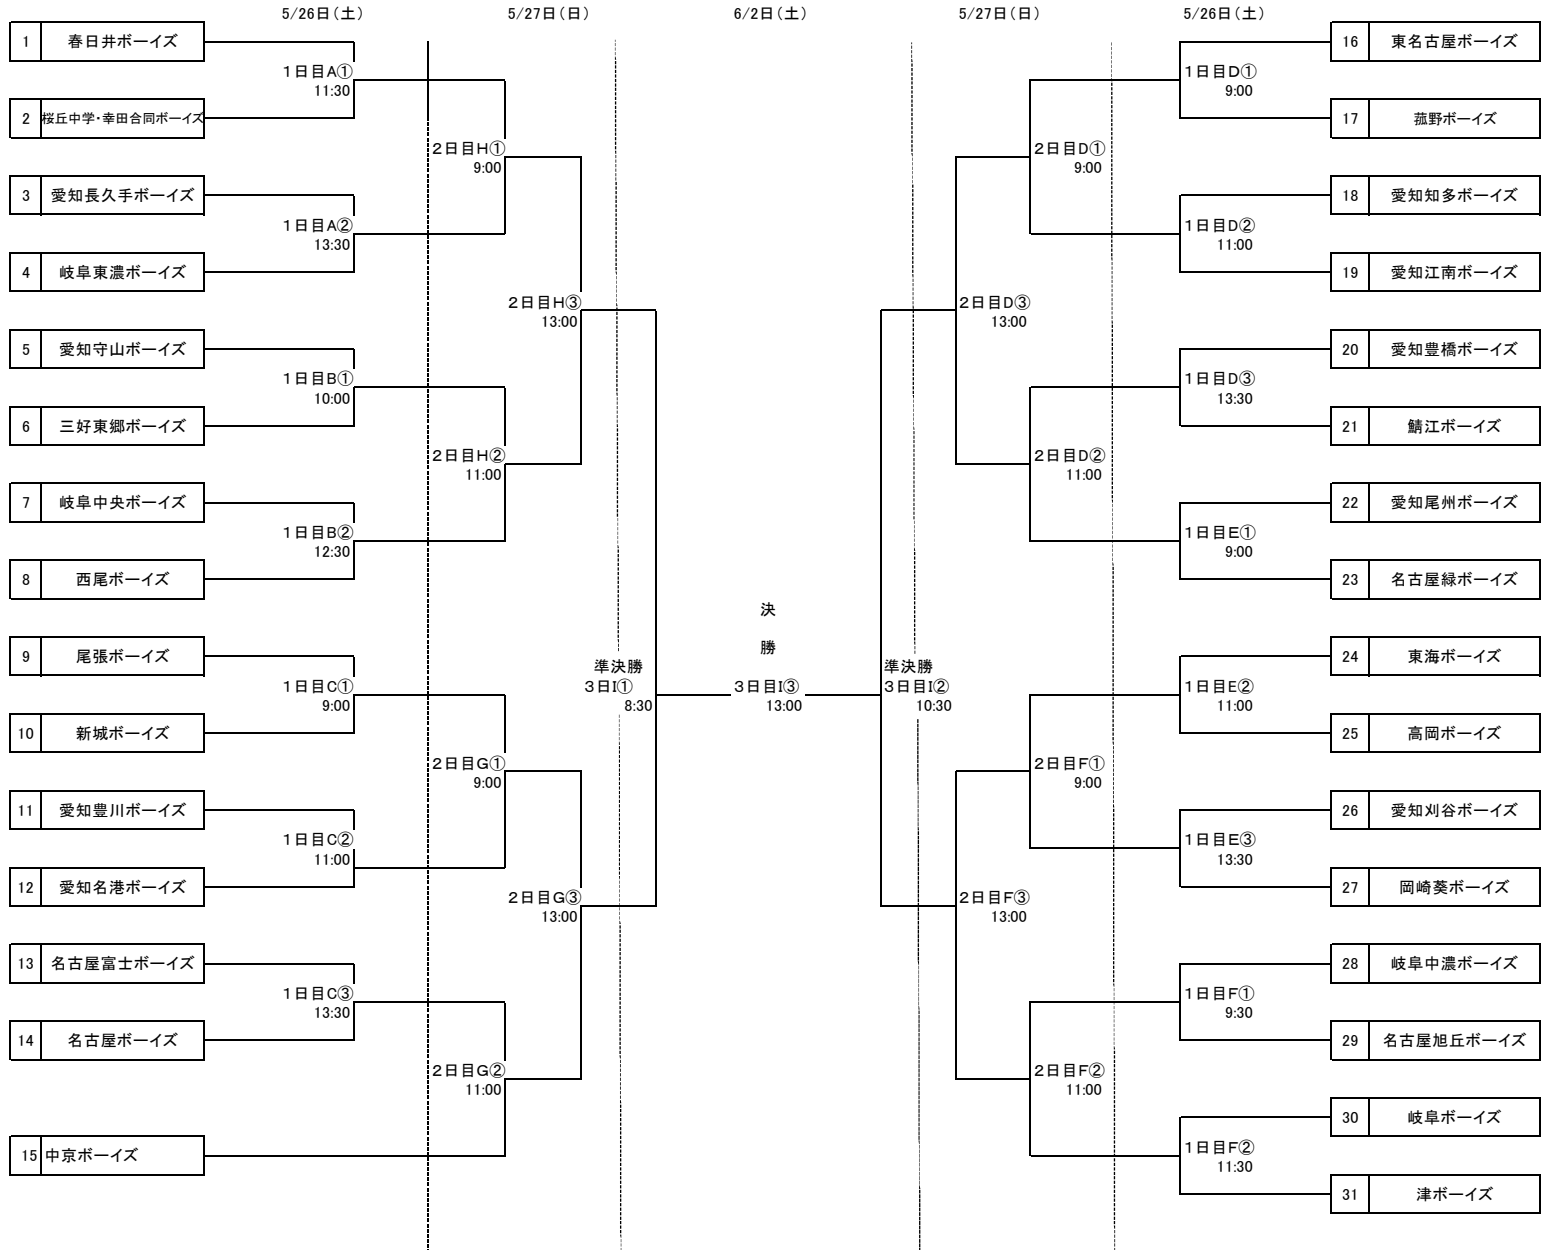 5/26日(土)
5/27日(日)
6/2日(土)
5/27日(日)
5/26日(土)
1 春日井ボーイズ
1日目A①
11:30
2 桜丘中学・幸田合同ボーイズ
2日目H①
9:00
3 愛知長久手ボーイズ
1日目A②
13:30
4 岐阜東濃ボーイズ
2日目H③
13:00
5 愛知守山ボーイズ
1日目B①
10:00
6 三好東郷ボーイズ
2日目H②
11:00
7 岐阜中央ボーイズ
1日目B②
12:30
8 西尾ボーイズ
9 尾張ボーイズ
1日目C①
9:00
10 新城ボーイズ
2日目G①
9:00
11 愛知豊川ボーイズ
1日目C②
11:00
12 愛知名港ボーイズ
2日目G③
13:00
13 名古屋富士ボーイズ
1日目C③
13:30
14 名古屋ボーイズ
2日目G②
11:00
15 中京ボーイズ
準決勝
3日I①
8:30
決
勝
3日目I③
13:00
準決勝
3日目I②
10:30
16 東名古屋ボーイズ
1日目D①
9:00
17 菰野ボーイズ
2日目D①
9:00
18 愛知知多ボーイズ
1日目D②
11:00
19 愛知江南ボーイズ
2日目D③
13:00
20 愛知豊橋ボーイズ
1日目D③
13:30
21 鯖江ボーイズ
2日目D②
11:00
22 愛知尾州ボーイズ
1日目E①
9:00
23 名古屋緑ボーイズ
24 東海ボーイズ
1日目E②
11:00
25 高岡ボーイズ
2日目F①
9:00
26 愛知刈谷ボーイズ
1日目E③
13:30
27 岡崎葵ボーイズ
2日目F③
13:00
28 岐阜中濃ボーイズ
1日目F①
9:30
29 名古屋旭丘ボーイズ
2日目F②
11:00
30 岐阜ボーイズ
1日目F②
11:30
31 津ボーイズ